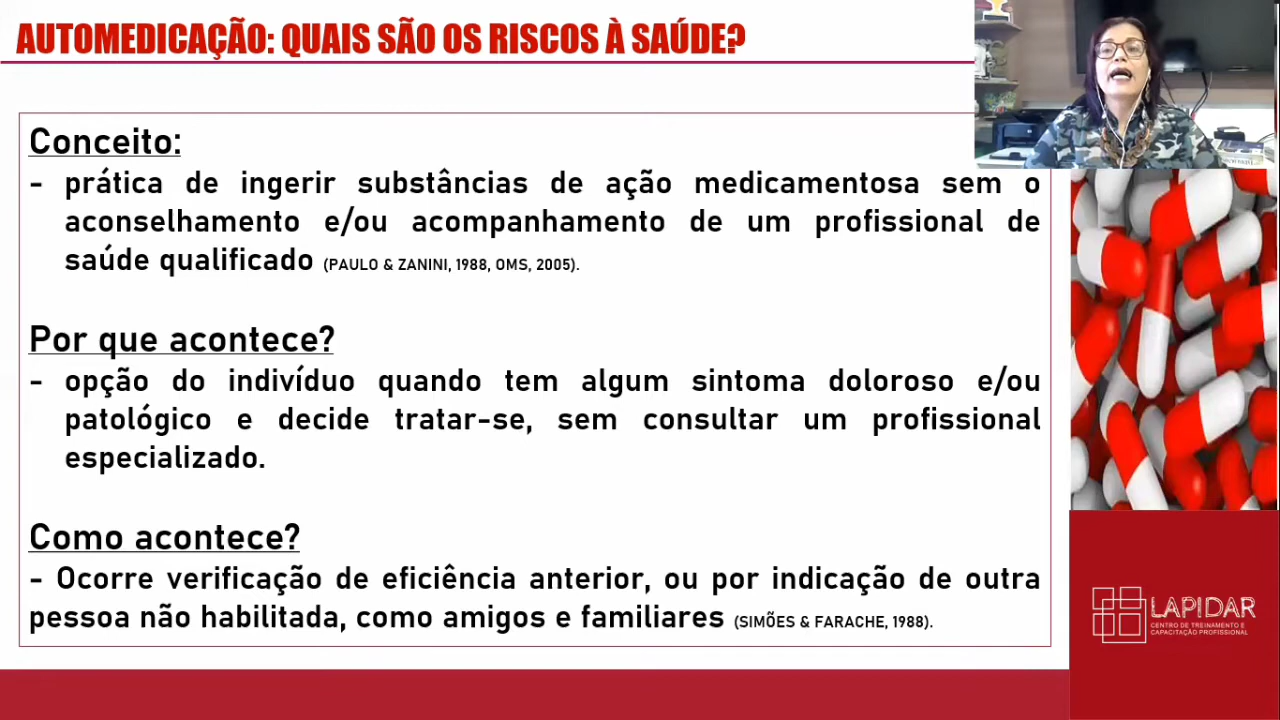 AUTOMEDICAÇÃO: QUAIS SÃO OS RISCOS À SAÚDE?
Conceito:
- prática de ingerir substâncias de ação medicamentosa sem o
aconselhamento e/ou acompanhamento de um profissional de
saúde qualificado (PAULO & ZANINI, 1988, OMS, 2005).
Por que acontece?
- opção do indivíduo quando tem algum sintoma doloroso e/ou
patológico e decide tratar-se, sem consultar um profissional
especializado.
Como acontece?
- Ocorre verificação de eficiência anterior, ou por indicação de outra
pessoa não habilitada, como amigos e familiares (SIMÕES & FARACHE, 1988).
LAPIDAR
CENTRO DE TREINAMENTO E
CAPACITAÇÃO PROFISSIONAL